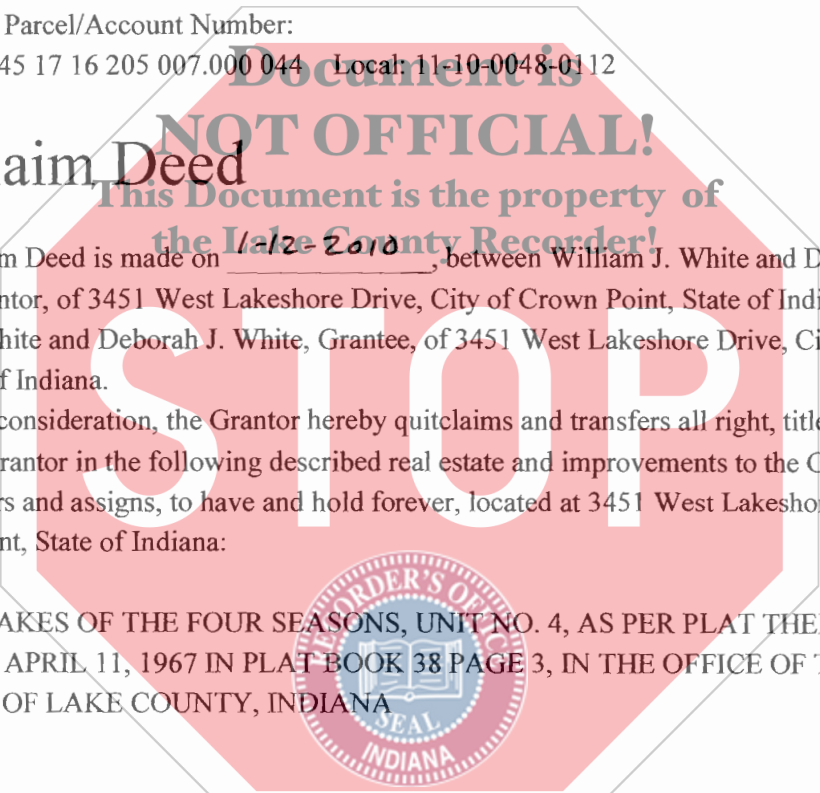 Parcel/Account Number:
45 17 16 205 007.000 044 Local: 11-10-0048-0112
Document is
NOT OFFICIAL!
aim Deed
This Document is the property of
the Lake County Recorder!
m Deed is made on 1-12-2010, between William J. White and D
ntor, of 3451 West Lakeshore Drive, City of Crown Point, State of Indi
hite and Deborah J. White, Grantee, of 3451 West Lakeshore Drive, Ci
f Indiana.
consideration, the Grantor hereby quitclaims and transfers all right, title
rantor in the following described real estate and improvements to the G
rs and assigns, to have and hold forever, located at 3451 West Lakesho
nt, State of Indiana:
STOP
AKES OF THE FOUR SEASONS, UNIT NO. 4, AS PER PLAT THE
APRIL 11, 1967 IN PLAT BOOK 38 PAGE 3, IN THE OFFICE OF T
OF LAKE COUNTY, INDIANA
RECORDER'S OFFICE
SEAL
INDIANA